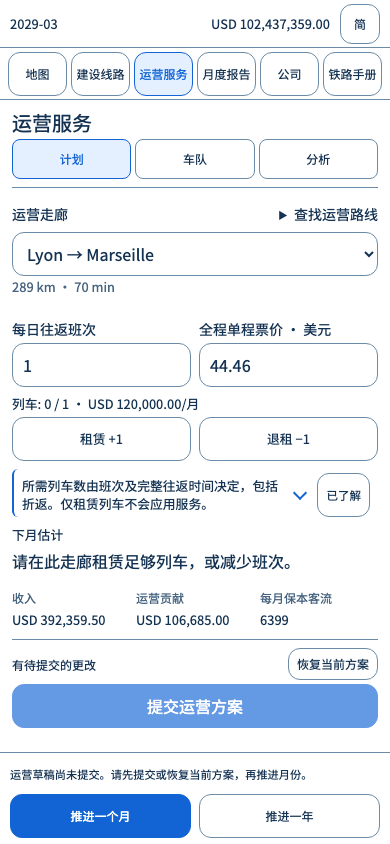 2029-03 USD 102,437,359.00 简
地图 建设线路 运营服务 月度报告 公司 铁路手册
运营服务
计划 车队 分析
运营走廊 ▶ 查找运营路线
Lyon → Marseille
289 km · 70 min
每日往返班次 全程单程票价 · 美元
1 44.46
列车: 0 / 1 · USD 120,000.00/月
租赁 +1 退租 −1
所需列车数由班次及完整往返时间决定，包括
折返。仅租赁列车不会应用服务。
已了解
下月估计
请在此走廊租赁足够列车，或减少班次。
收入 运营贡献 每月保本客流
USD 392,359.50 USD 106,685.00 6399
有待提交的更改 恢复当前方案
提交运营方案
运营草稿尚未提交。请先提交或恢复当前方案，再推进月份。
推进一个月 推进一年